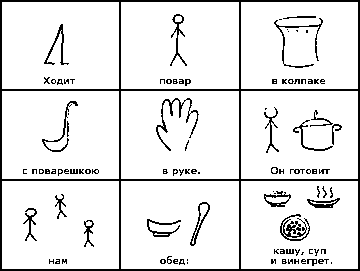 Ходит
повар
в колпаке
с поварешкою
в руке.
Он готовит
нам
обед:
кашу, суп
и винегрет.